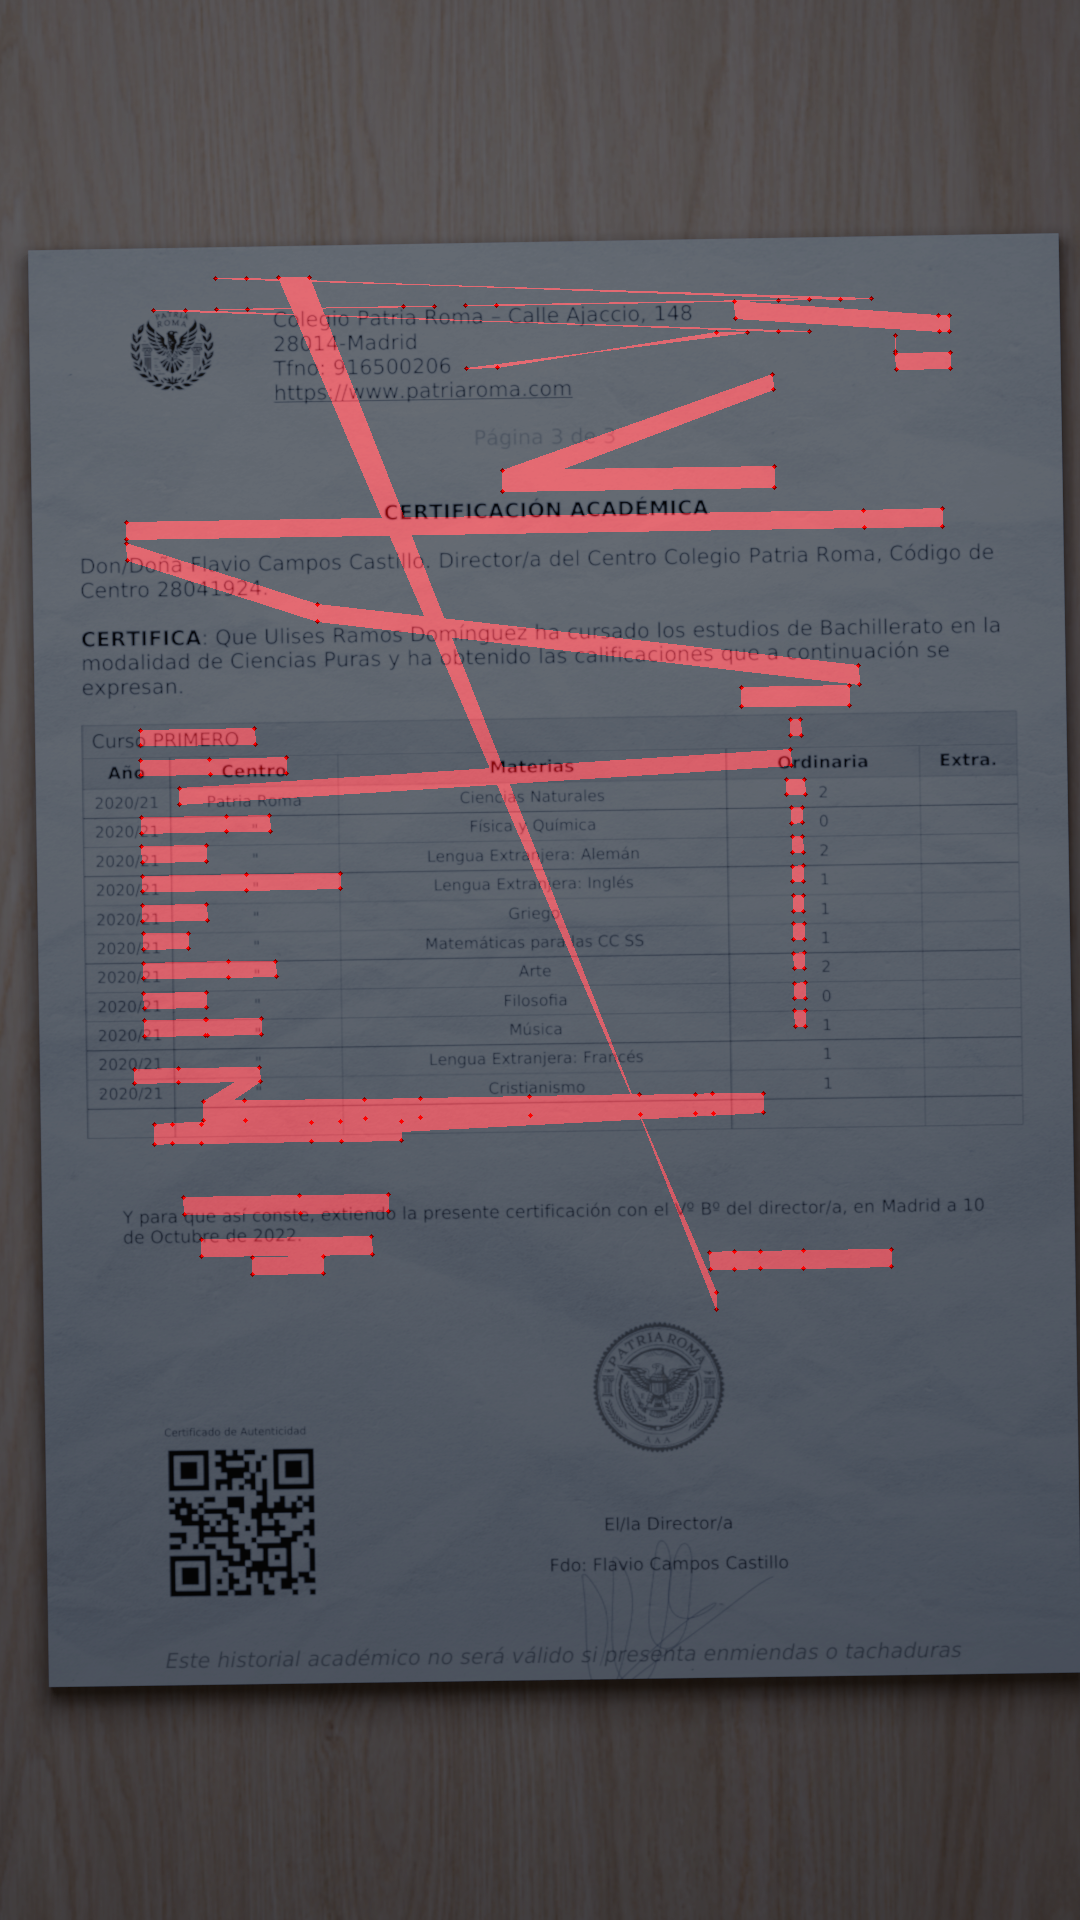 PATRIA ROMA
Colegio Patria Roma – Calle Ajaccio, 148
28014-Madrid
Tfno: 916500206
https://www.patriaroma.com
Página 3 de 3
CERTIFICACIÓN ACADÉMICA
Don/Doña Flavio Campos Castillo, Director/a del Centro Colegio Patria Roma, Código de
Centro 28041924.
CERTIFICA: Que Ulises Ramos Domínguez ha cursado los estudios de Bachillerato en la
modalidad de Ciencias Puras y ha obtenido las calificaciones que a continuación se
expresan.
Curso PRIMERO
Año Centro Materias Ordinaria Extra.
2020/21 Patria Roma Ciencias Naturales 2
2020/21 " Física y Química 0
2020/21 " Lengua Extranjera: Alemán 2
2020/21 " Lengua Extranjera: Inglés 1
2020/21 " Griego 1
2020/21 " Matemáticas para las CC SS 1
2020/21 " Arte 2
2020/21 " Filosofia 0
2020/21 " Música 1
2020/21 " Lengua Extranjera: Francés 1
2020/21 " Cristianismo 1
Y para que así conste, extiendo la presente certificación con el Vº Bº del director/a, en Madrid a 10
de Octubre de 2022.
PATRIA ROMA
A A A
Certificado de Autenticidad
El/la Director/a
Fdo: Flavio Campos Castillo
Este historial académico no será válido si presenta enmiendas o tachaduras